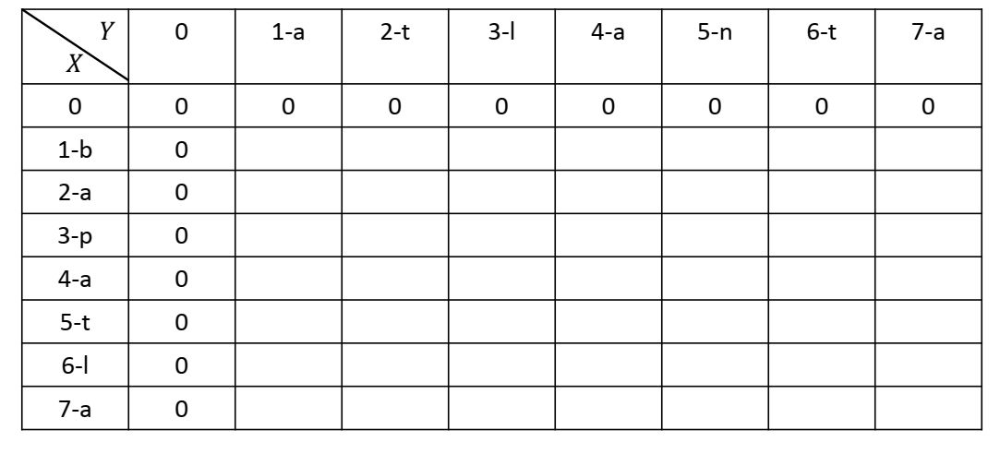 Y 0 1-a 2-t 3-l 4-a 5-n 6-t 7-a
X
0 0 0 0 0 0 0 0 0
1-b 0
2-a 0
3-p 0
4-a 0
5-t 0
6-l 0
7-a 0